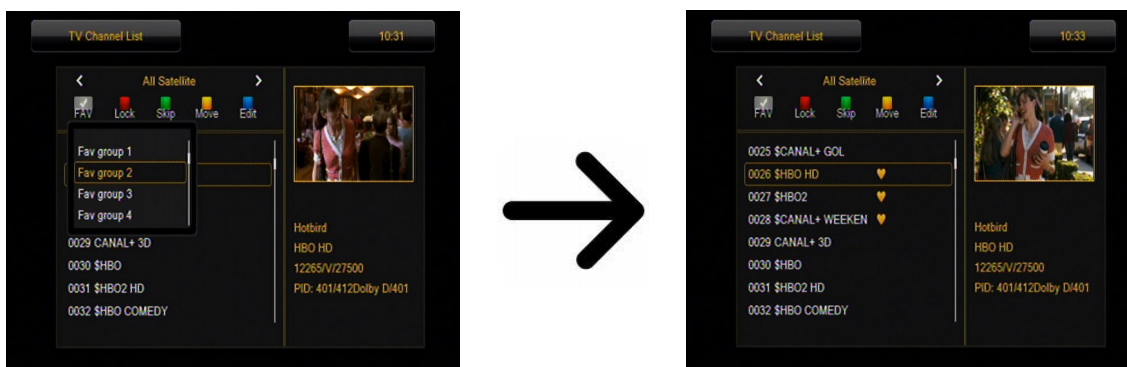 TV Channel List
10:31
All Satellite
FAV Lock Skip Move Edit
Fav group 1
Fav group 2
Fav group 3
Fav group 4
0029 CANAL+ 3D
0030 $HBO
0031 $HBO2 HD
0032 $HBO COMEDY
Hotbird
HBO HD
12265/V/27500
PID: 401/412Dolby D/401
TV Channel List
10:33
All Satellite
FAV Lock Skip Move Edit
0025 $CANAL+ GOL
0026 $HBO HD
0027 $HBO2
0028 $CANAL+ WEEKEN
0029 CANAL+ 3D
0030 $HBO
0031 $HBO2 HD
0032 $HBO COMEDY
Hotbird
HBO HD
12265/V/27500
PID: 401/412Dolby D/401